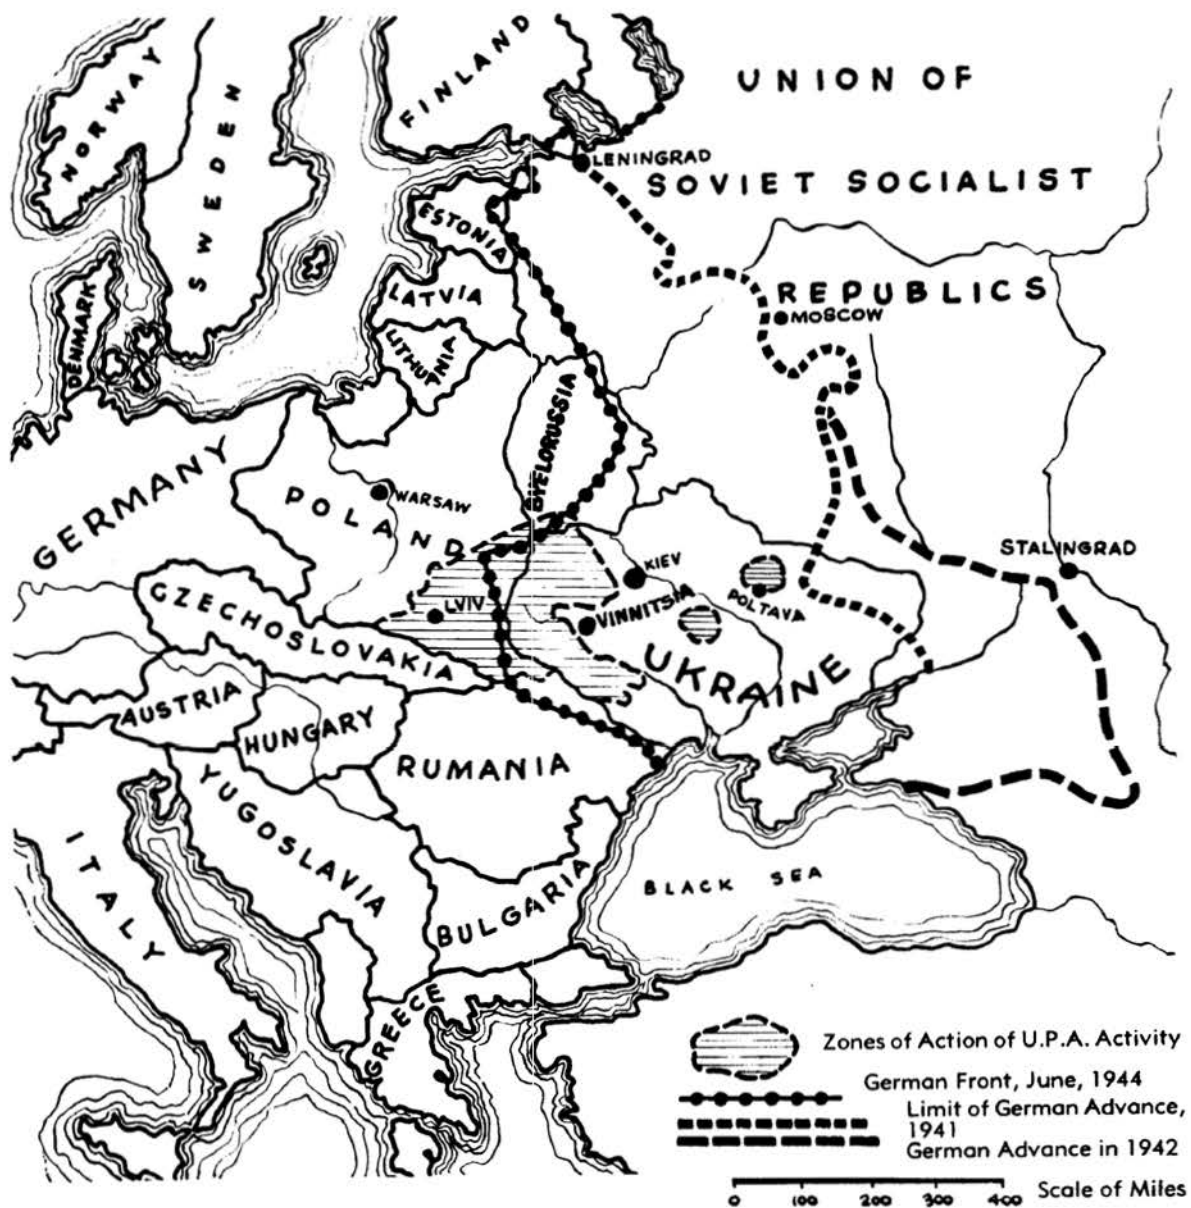 NORWAY
SWEDEN
FINLAND
UNION OF
SOVIET SOCIALIST
REPUBLICS
LENINGRAD
ESTONIA
LATVIA
LITHUTNIA
DENMARK
MOSCOW
BYELORUSSIA
GERMANY
POLAND
WARSAW
STALINGRAD
KIEV
LVIV
VINNITSIA
POLTAVA
UKRAINE
CZECHOSLOVAKIA
AUSTRIA
HUNGARY
RUMANIA
YUGOSLAVIA
ITALY
BULGARIA
BLACK SEA
GREECE
Zones of Action of U.P.A. Activity
German Front, June, 1944
Limit of German Advance,
1941
German Advance in 1942
0 100 200 300 400 Scale of Miles